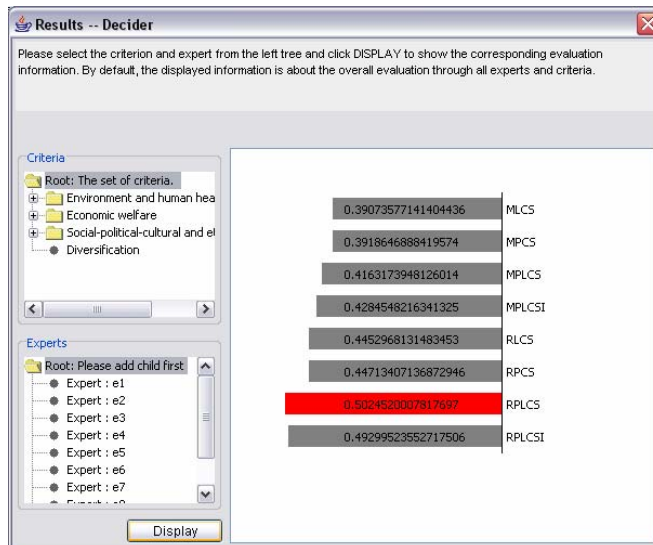 Results -- Decider
Please select the criterion and expert from the left tree and click DISPLAY to show the corresponding evaluation
information. By default, the displayed information is about the overall evaluation through all experts and criteria.
Criteria
Root: The set of criteria.
Environment and human hea
Economic welfare
Social-political-cultural and et
Diversification
Experts
Root: Please add child first
Expert : e1
Expert : e2
Expert : e3
Expert : e4
Expert : e5
Expert : e6
Expert : e7
Display
0.39073577141404436 MLCS
0.3918646888419574 MPCS
0.4163173948126014 MPLCS
0.4284548216341325 MPLCSI
0.4452968131483453 RLCS
0.44713407136872946 RPCS
0.5024520007817697 RPLCS
0.49299523552717506 RPLCSI